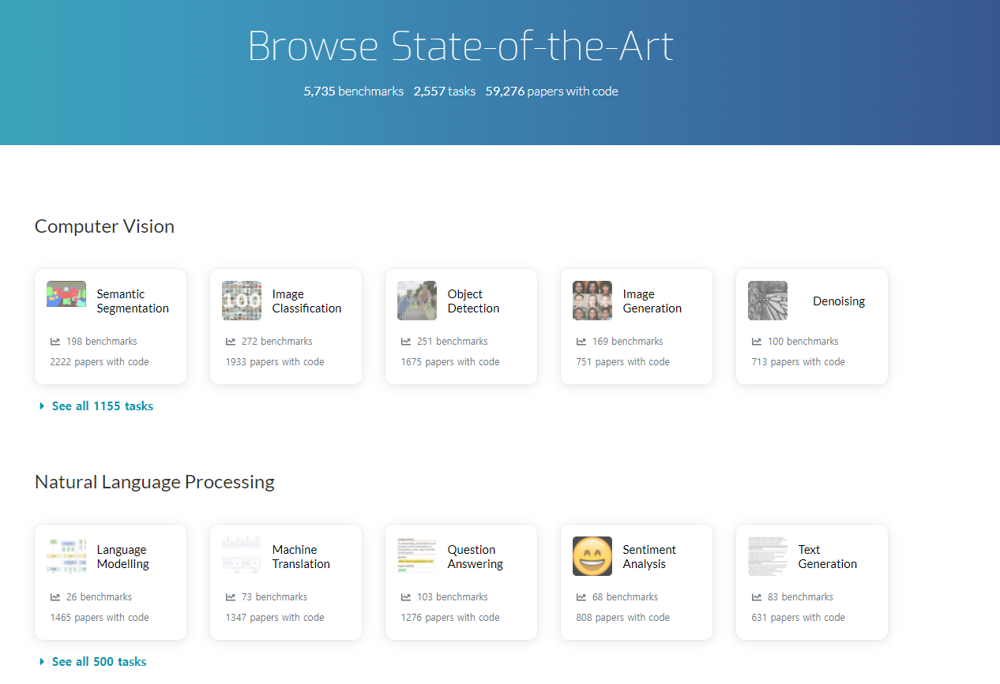 Browse State-of-the-Art
5,735 benchmarks 2,557 tasks 59,276 papers with code
Computer Vision
Semantic
Segmentation
198 benchmarks
2222 papers with code
Image
Classification
272 benchmarks
1933 papers with code
Object
Detection
251 benchmarks
1675 papers with code
Image
Generation
169 benchmarks
751 papers with code
Denoising
100 benchmarks
713 papers with code
See all 1155 tasks
Natural Language Processing
Language
Modelling
26 benchmarks
1465 papers with code
Machine
Translation
73 benchmarks
1347 papers with code
Question
Answering
103 benchmarks
1276 papers with code
Sentiment
Analysis
68 benchmarks
808 papers with code
Text
Generation
83 benchmarks
631 papers with code
See all 500 tasks